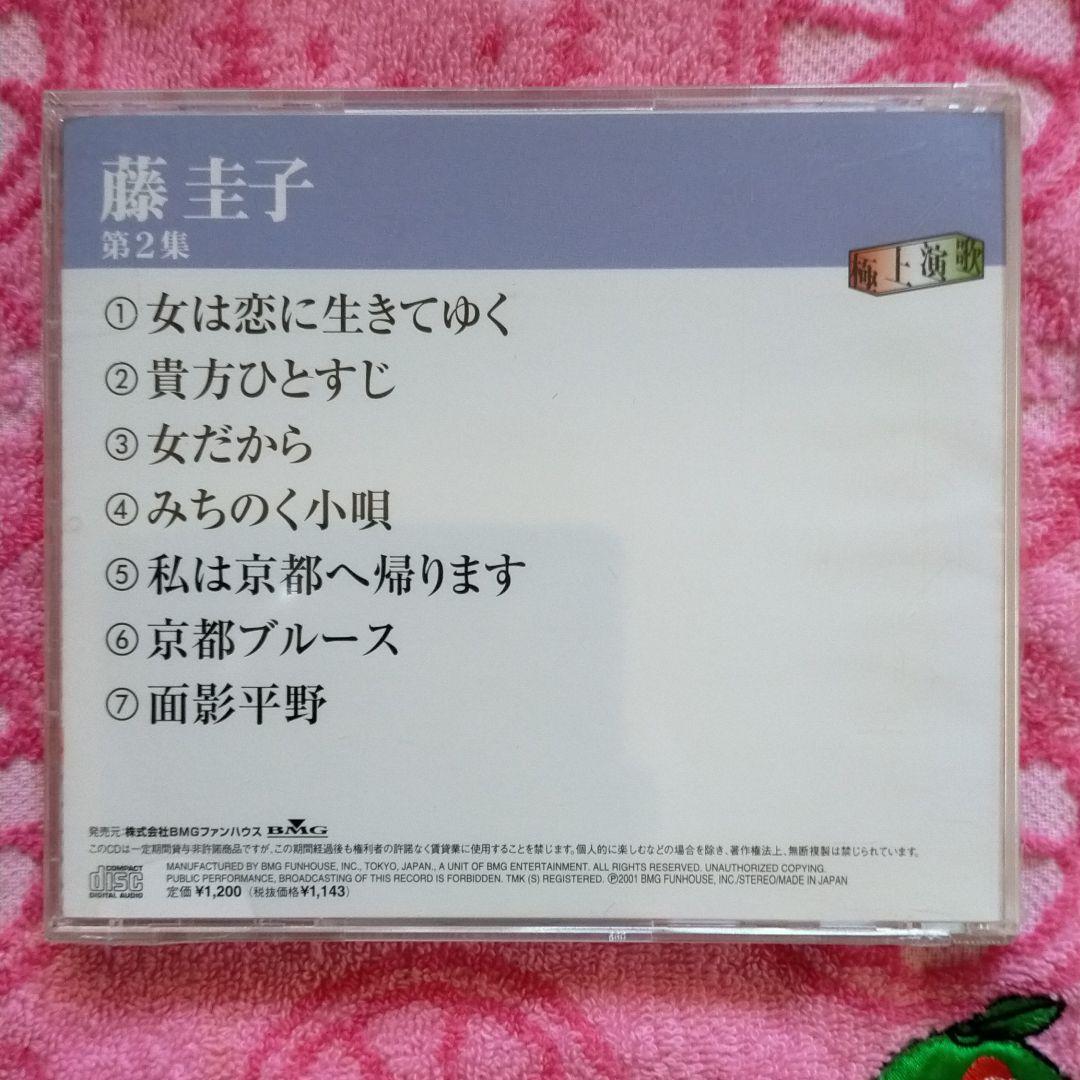 藤 圭子
第2集
極上演歌
①女は恋に生きてゆく
②貴方ひとすじ
③女だから
④みちのく小唄
⑤私は京都へ帰ります
⑥京都ブルース
⑦面影平野
発売元:株式会社BMGファンハウス BMG
このCDは一定期間貸与非許諾商品ですが、この期間経過後も権利者の許諾なく賃貸業に使用することを禁じます。個人的に楽しむなどの場合を除き、著作権法上、無断複製は禁じられています。
COMPACT disc DIGITAL AUDIO
MANUFACTURED BY BMG FUNHOUSE, INC., TOKYO, JAPAN., A UNIT OF BMG ENTERTAINMENT. ALL RIGHTS RESERVED. UNAUTHORIZED COPYING.
PUBLIC PERFORMANCE, BROADCASTING OF THIS RECORD IS FORBIDDEN. TMK (S) REGISTERED. Ⓟ2001 BMG FUNHOUSE, INC./STEREO/MADE IN JAPAN
定価 ¥1,200(税抜価格¥1,143)